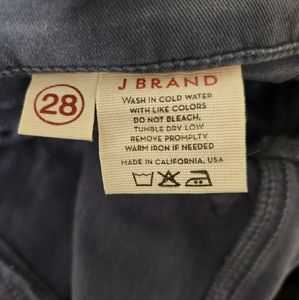 28
J BRAND
WASH IN COLD WATER
WITH LIKE COLORS
DO NOT BLEACH,
TUMBLE DRY LOW
REMOVE PROMPTLY
WARM IRON IF NEEDED
MADE IN CALIFORNIA, USA